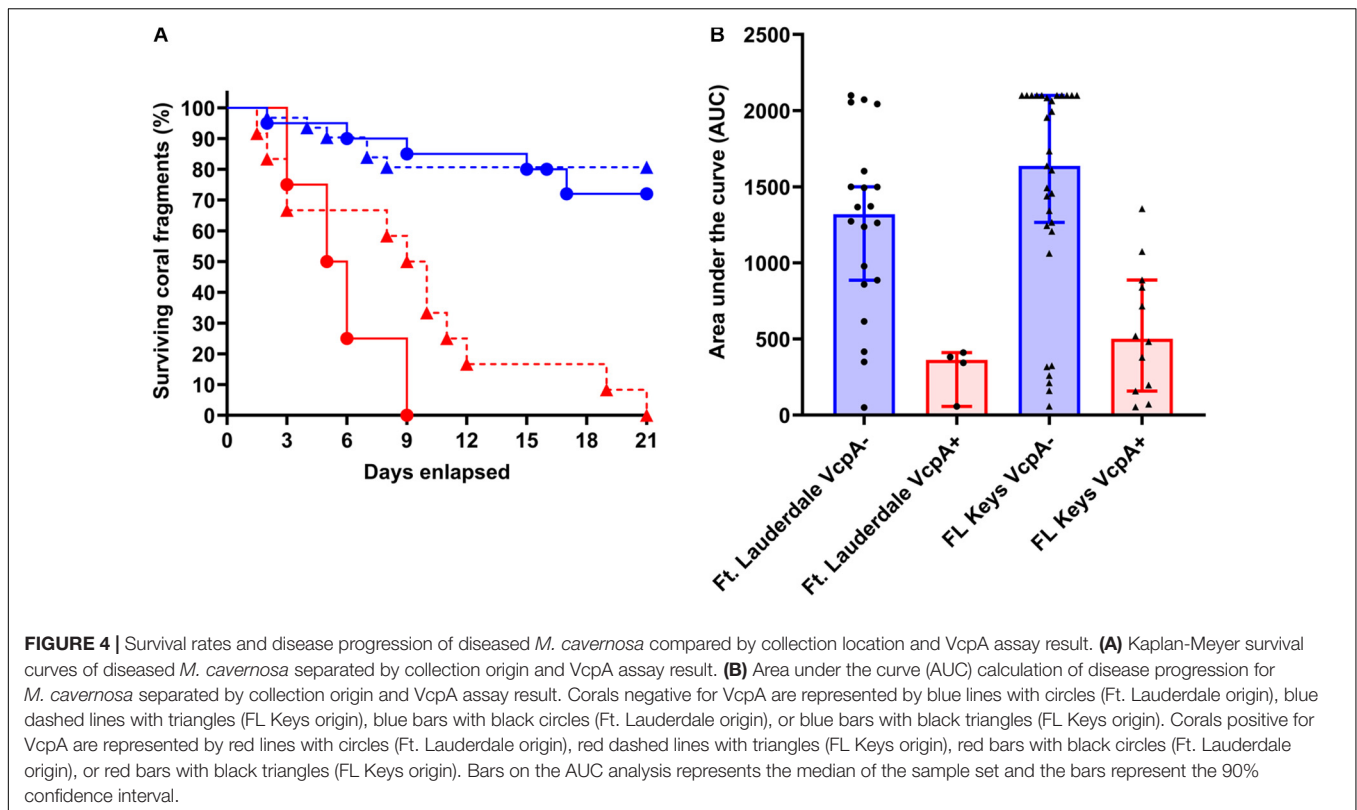 A
Surviving coral fragments (%)
100
90
80
70
60
50
40
30
20
10
0
0 3 6 9 12 15 18 21
Days enlapsed
B
Area under the curve (AUC)
2500
2000
1500
1000
500
0
Ft. Lauderdale VcpA-
Ft. Lauderdale VcpA+
FL Keys VcpA-
FL Keys VcpA+
FIGURE 4 | Survival rates and disease progression of diseased M. cavernosa compared by collection location and VcpA assay result. (A) Kaplan-Meyer survival
curves of diseased M. cavernosa separated by collection origin and VcpA assay result. (B) Area under the curve (AUC) calculation of disease progression for
M. cavernosa separated by collection origin and VcpA assay result. Corals negative for VcpA are represented by blue lines with circles (Ft. Lauderdale origin), blue
dashed lines with triangles (FL Keys origin), blue bars with black circles (Ft. Lauderdale origin), or blue bars with black triangles (FL Keys origin). Corals positive for
VcpA are represented by red lines with circles (Ft. Lauderdale origin), red dashed lines with triangles (FL Keys origin), red bars with black circles (Ft. Lauderdale
origin), or red bars with black triangles (FL Keys origin). Bars on the AUC analysis represents the median of the sample set and the bars represent the 90%
confidence interval.